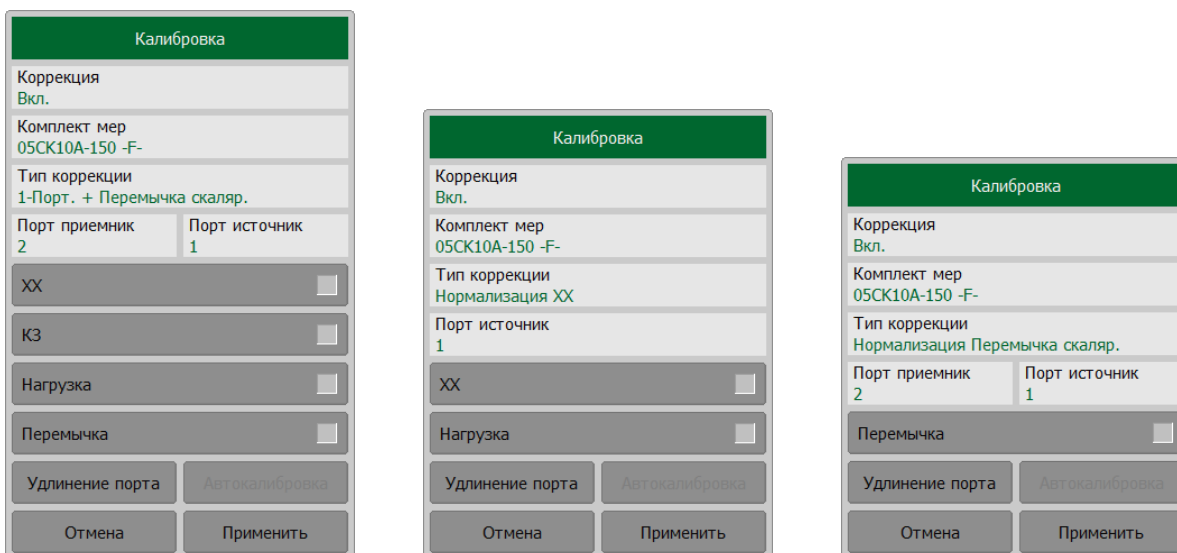 Калибровка
Коррекция
Вкл.
Комплект мер
05CK10A-150 -F-
Тип коррекции
1-Порт. + Перемычка скаляр.
Порт приемник Порт источник
2 1
ХХ
КЗ
Нагрузка
Перемычка
Удлинение порта Автокалибровка
Отмена Применить
Калибровка
Коррекция
Вкл.
Комплект мер
05CK10A-150 -F-
Тип коррекции
Нормализация ХХ
Порт источник
1
ХХ
Нагрузка
Удлинение порта Автокалибровка
Отмена Применить
Калибровка
Коррекция
Вкл.
Комплект мер
05CK10A-150 -F-
Тип коррекции
Нормализация Перемычка скаляр.
Порт приемник Порт источник
2 1
Перемычка
Удлинение порта Автокалибровка
Отмена Применить